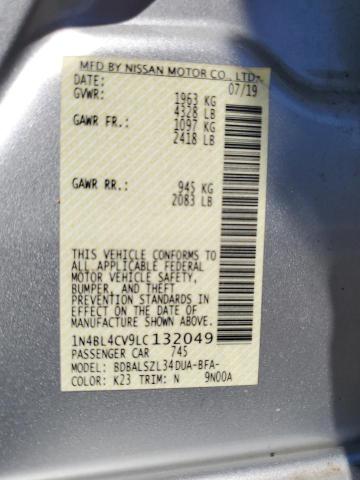 MFD BY NISSAN MOTOR CO., LTD.
DATE: 07/19
GVWR: 1963 KG
4328 LB
GAWR FR.: 1097 KG
2418 LB
GAWR RR.: 945 KG
2083 LB
THIS VEHICLE CONFORMS TO
ALL APPLICABLE FEDERAL
MOTOR VEHICLE SAFETY,
BUMPER, AND THEFT
PREVENTION STANDARDS IN
EFFECT ON THE DATE OF
MANUFACTURE SHOWN ABOVE.
1N4BL4CV9LC132049
PASSENGER CAR 745
MODEL: BDBALSZL34DUA-BFA-
COLOR: K23 TRIM: N 9N00A